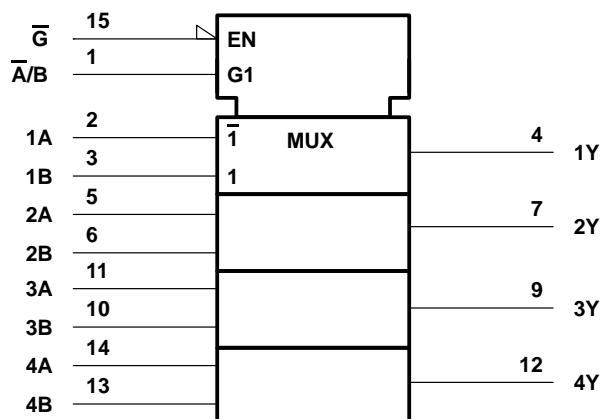 G̅ 15 EN
A̅/B 1 G1
1A 2 1̅ MUX 4 1Y
1B 3 1
2A 5 7 2Y
2B 6
3A 11 9 3Y
3B 10
4A 14 12 4Y
4B 13